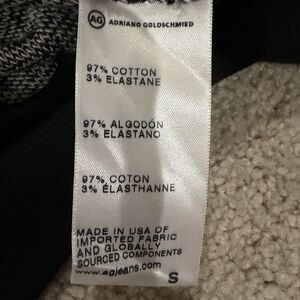 AG ADRIANO GOLDSCHMIED
97% COTTON
3% ELASTANE
97% ALGODÓN
3% ELASTANO
97% COTON
3% ÉLASTHANNE
MADE IN USA OF
IMPORTED FABRIC
AND GLOBALLY
SOURCED COMPONENTS
www.agjeans.com
S